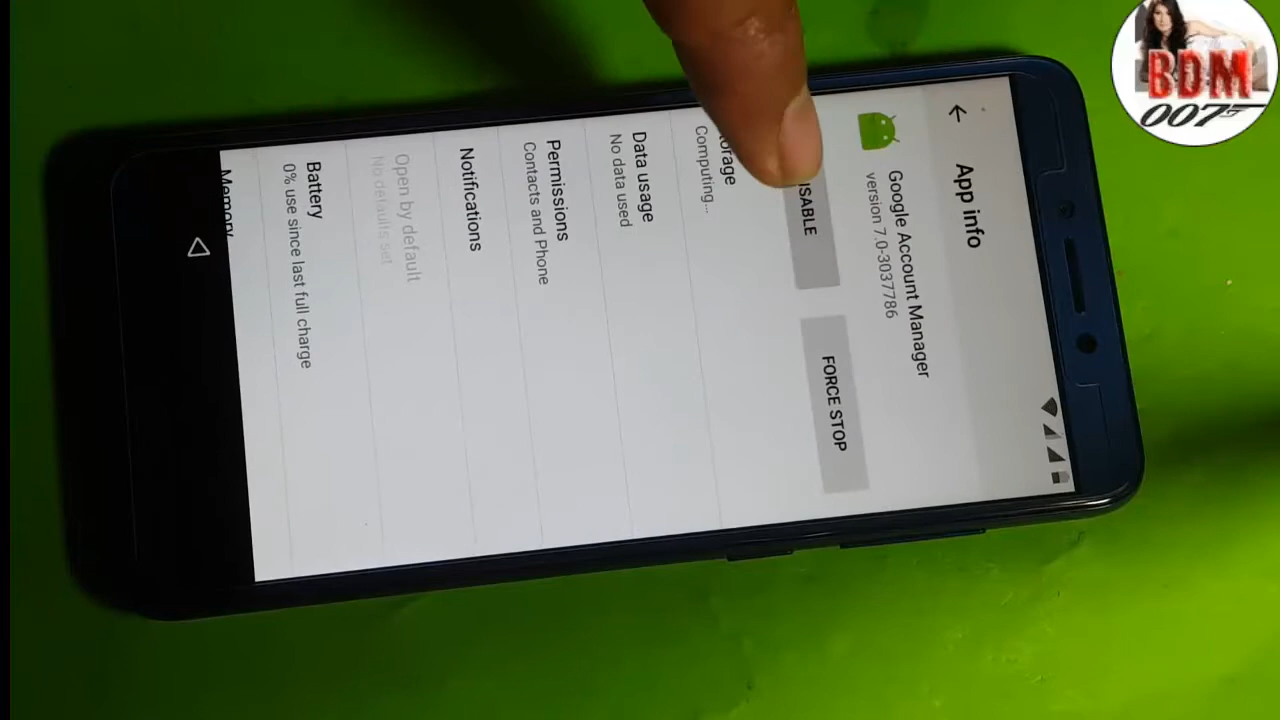 App info
Google Account Manager
version 7.0-3037786
ISABLE
FORCE STOP
orage
Computing...
Data usage
No data used
Permissions
Contacts and Phone
Notifications
Open by default
No defaults set
Battery
0% use since last full charge
Memory
BDM
007